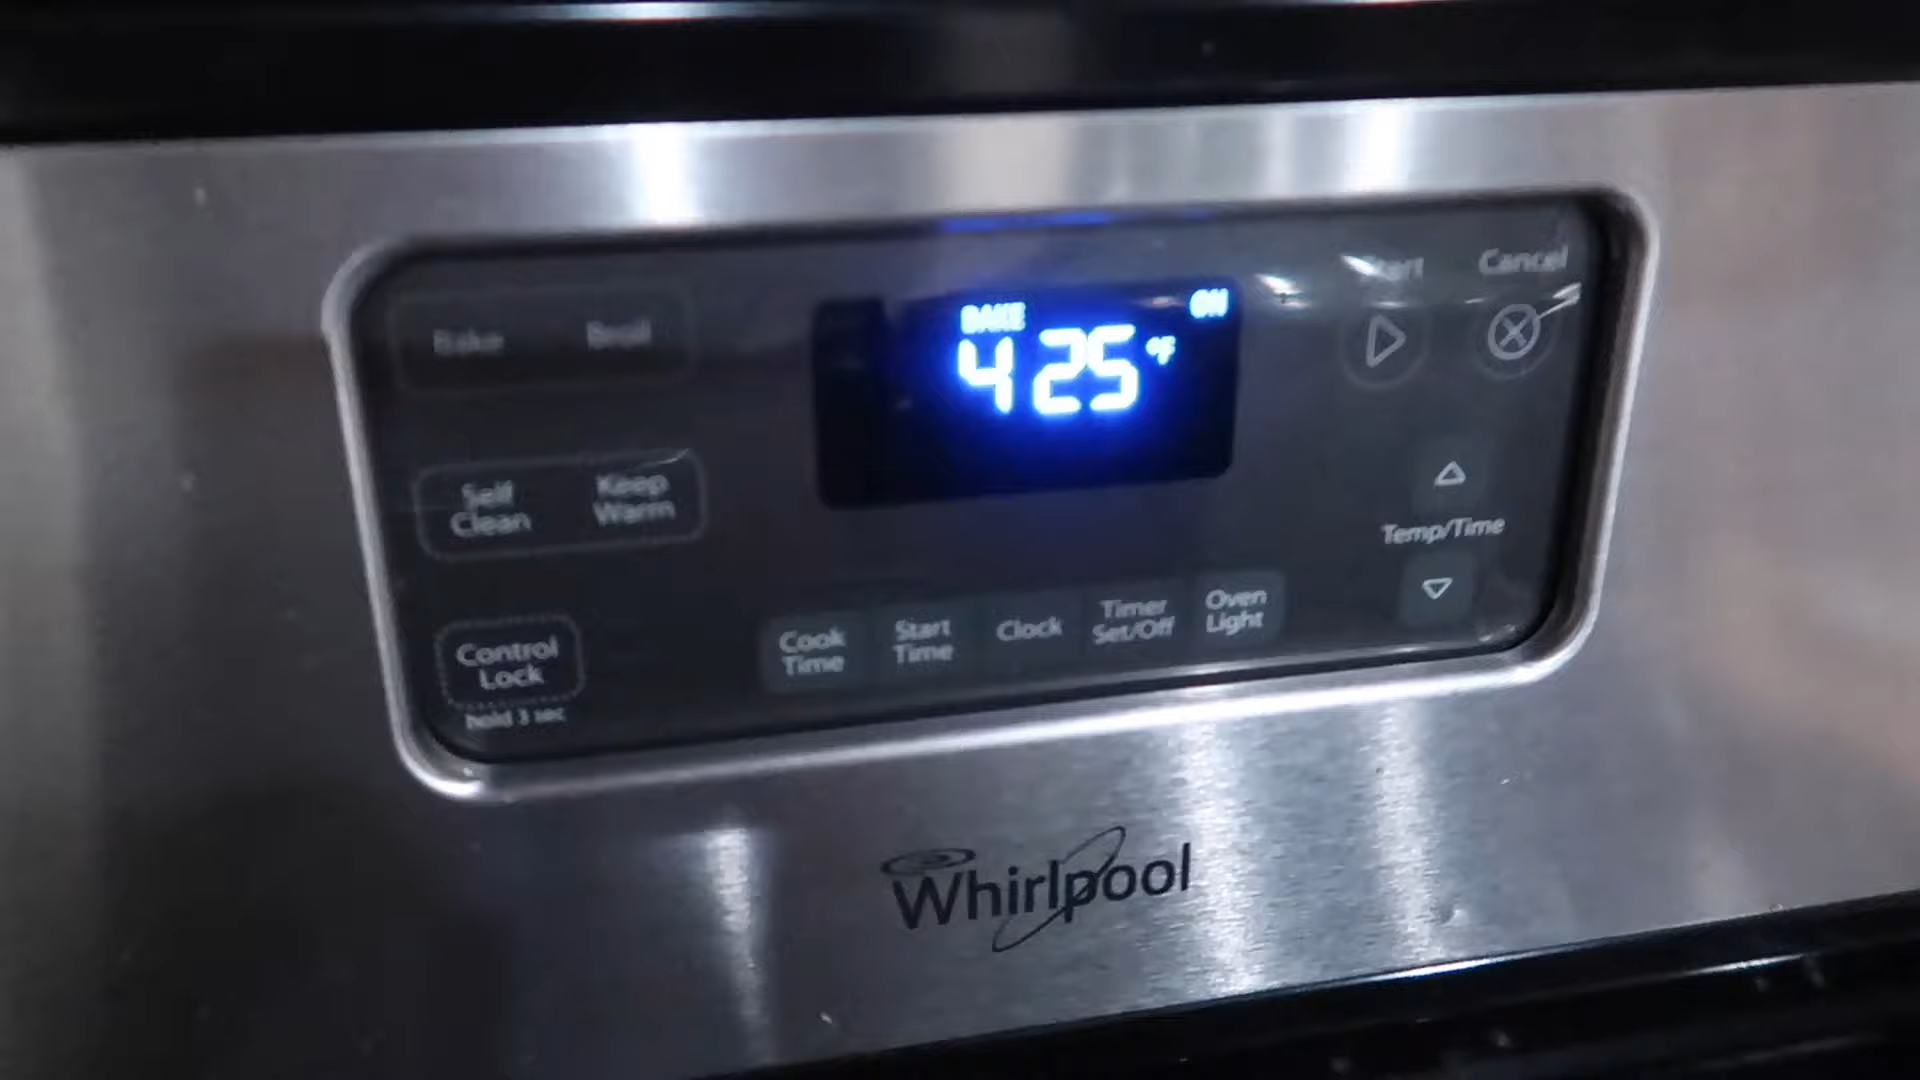 Start Cancel
BAKE ON
425 °F
Bake Broil
Self
Clean
Keep
Warm
Temp/Time
Control
Lock
hold 3 sec
Cook
Time
Start
Time
Clock
Timer
Set/Off
Oven
Light
Whirlpool